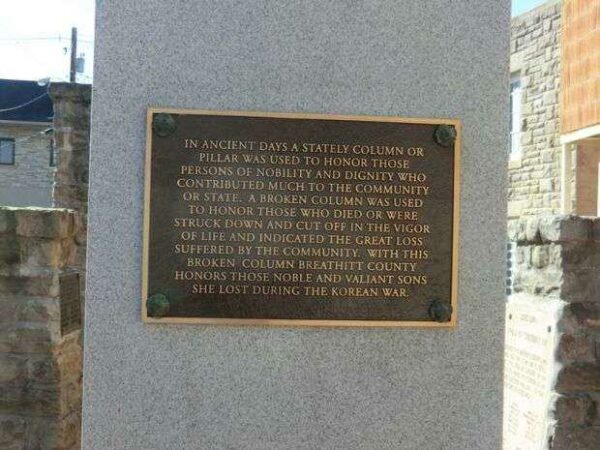 IN ANCIENT DAYS A STATELY COLUMN OR
PILLAR WAS USED TO HONOR THOSE
PERSONS OF NOBILITY AND DIGNITY WHO
CONTRIBUTED MUCH TO THE COMMUNITY
OR STATE. A BROKEN COLUMN WAS USED
TO HONOR THOSE WHO DIED OR WERE
STRUCK DOWN AND CUT OFF IN THE VIGOR
OF LIFE AND INDICATED THE GREAT LOSS
SUFFERED BY THE COMMUNITY. WITH THIS
BROKEN COLUMN BREATHITT COUNTY
HONORS THOSE NOBLE AND VALIANT SONS
SHE LOST DURING THE KOREAN WAR.